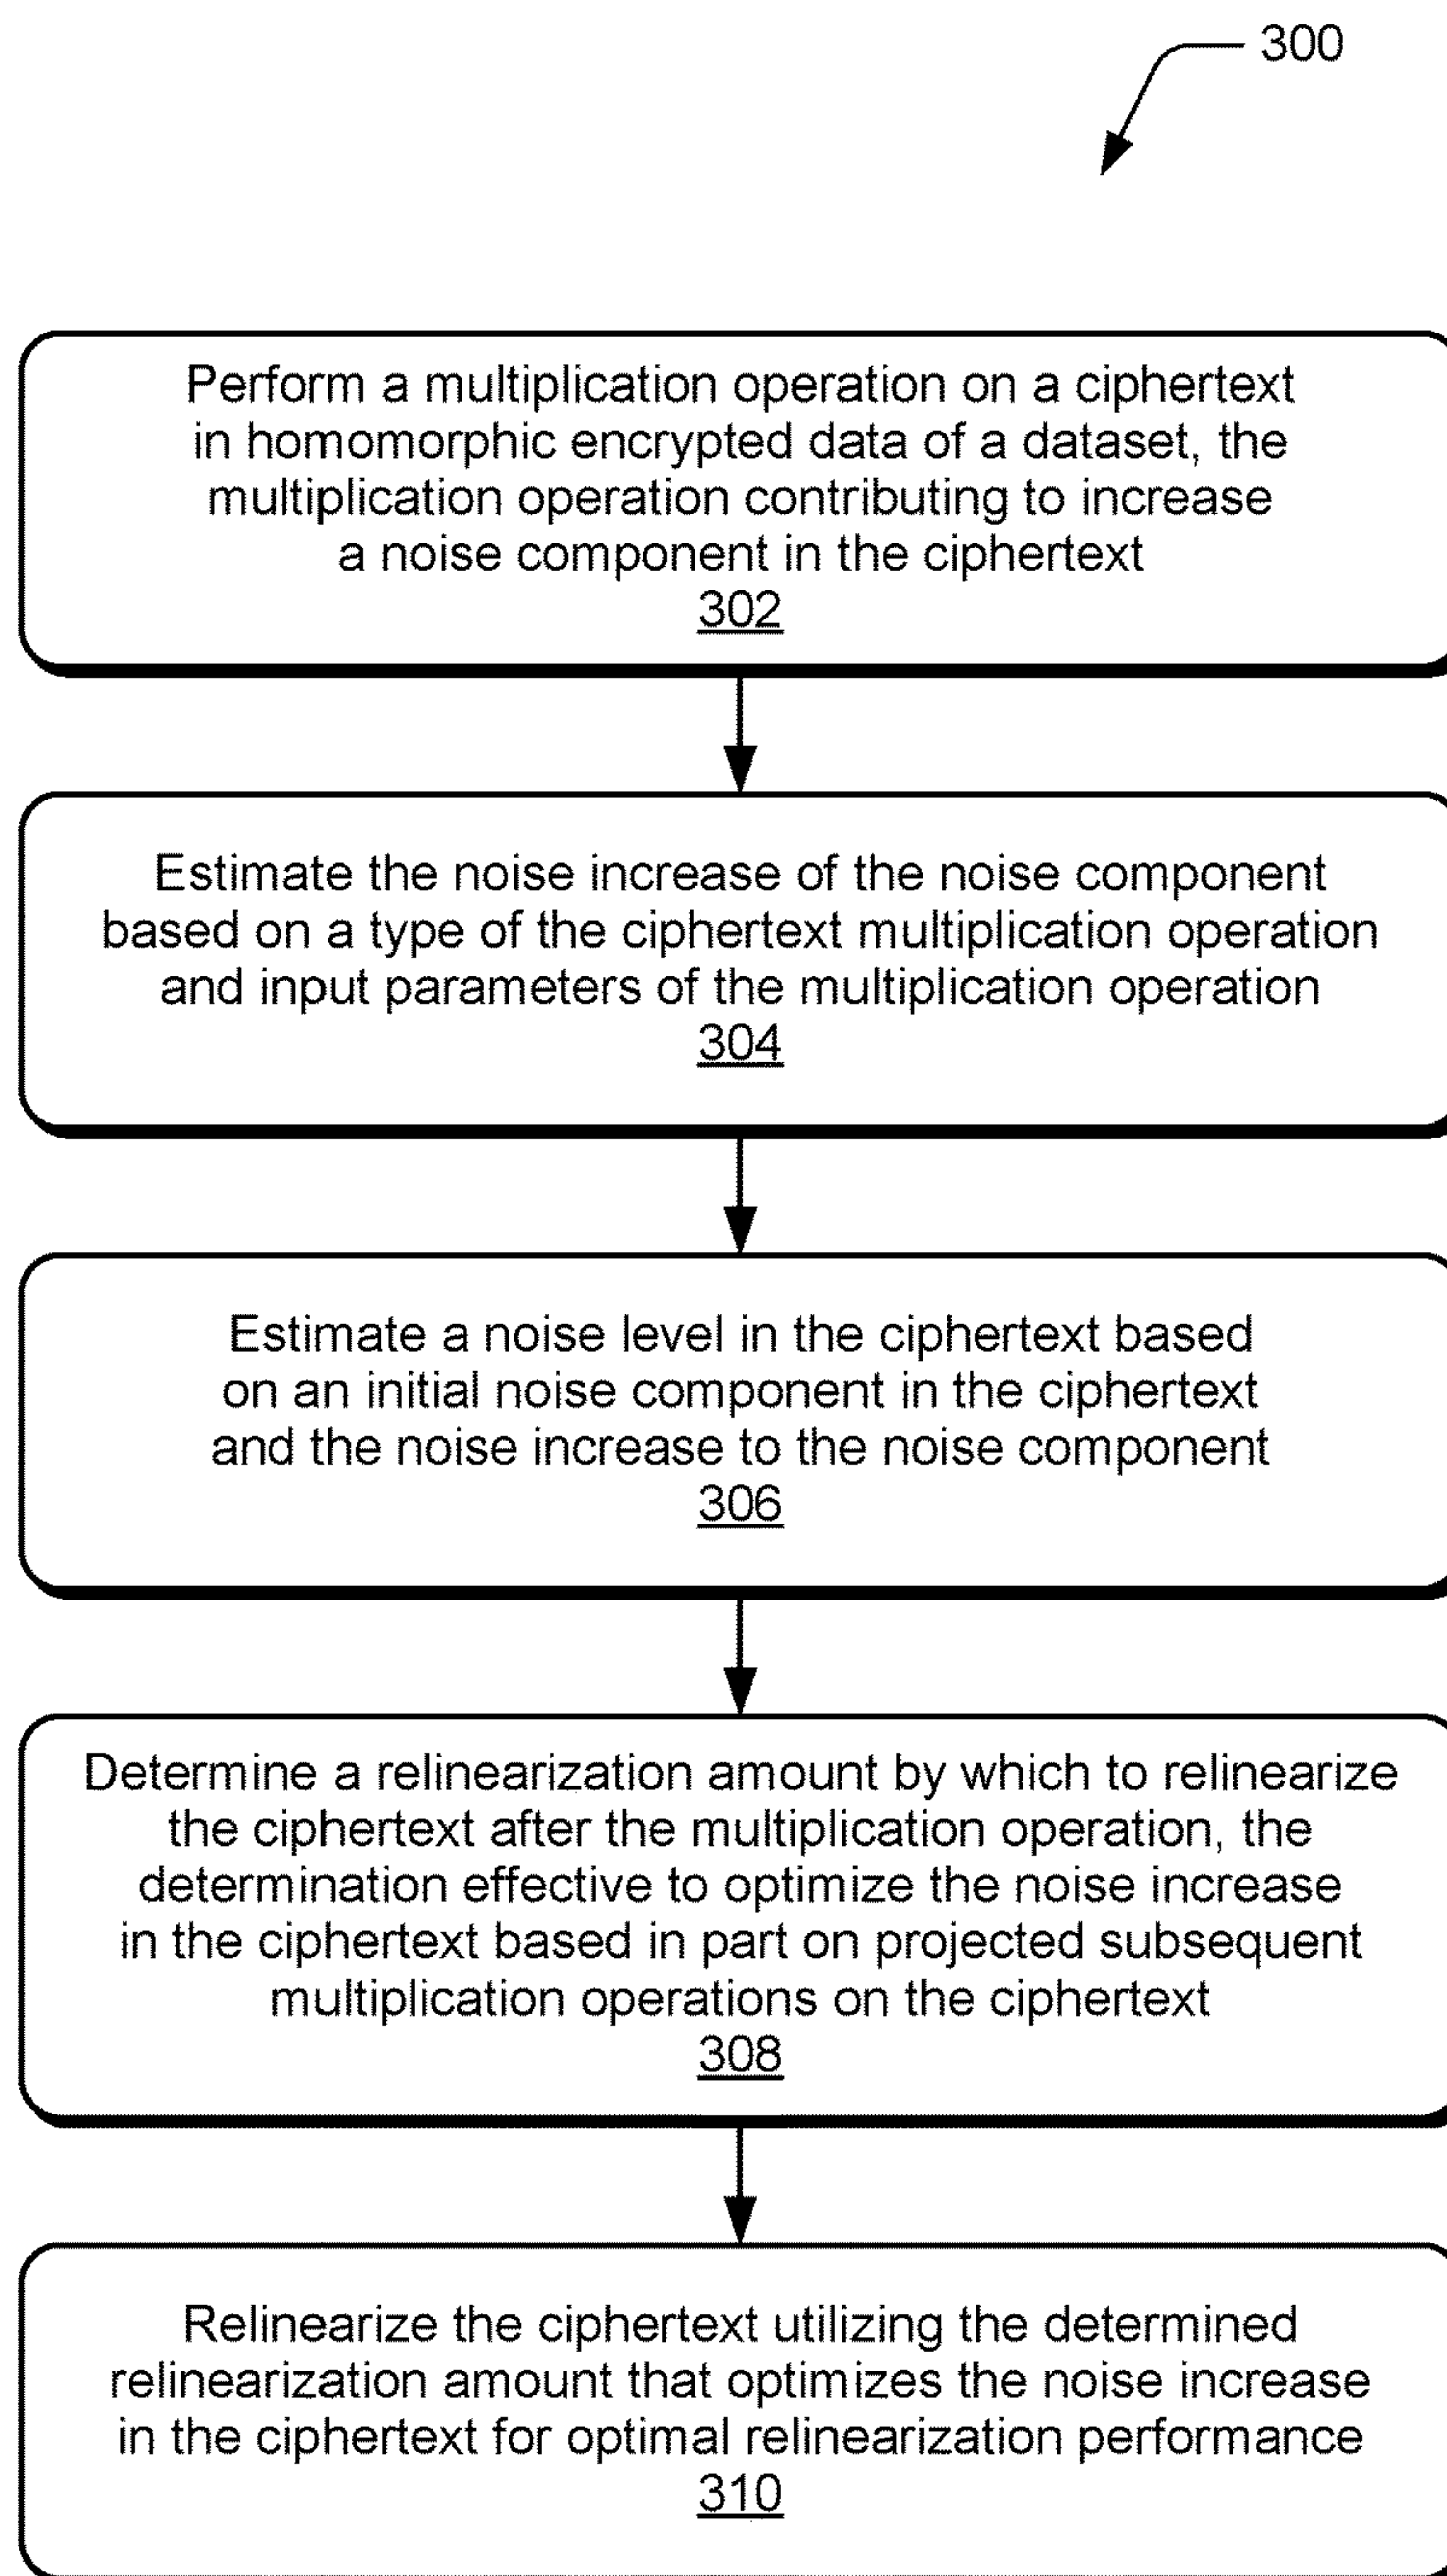 300
Perform a multiplication operation on a ciphertext
in homomorphic encrypted data of a dataset, the
multiplication operation contributing to increase
a noise component in the ciphertext
302
Estimate the noise increase of the noise component
based on a type of the ciphertext multiplication operation
and input parameters of the multiplication operation
304
Estimate a noise level in the ciphertext based
on an initial noise component in the ciphertext
and the noise increase to the noise component
306
Determine a relinearization amount by which to relinearize
the ciphertext after the multiplication operation, the
determination effective to optimize the noise increase
in the ciphertext based in part on projected subsequent
multiplication operations on the ciphertext
308
Relinearize the ciphertext utilizing the determined
relinearization amount that optimizes the noise increase
in the ciphertext for optimal relinearization performance
310